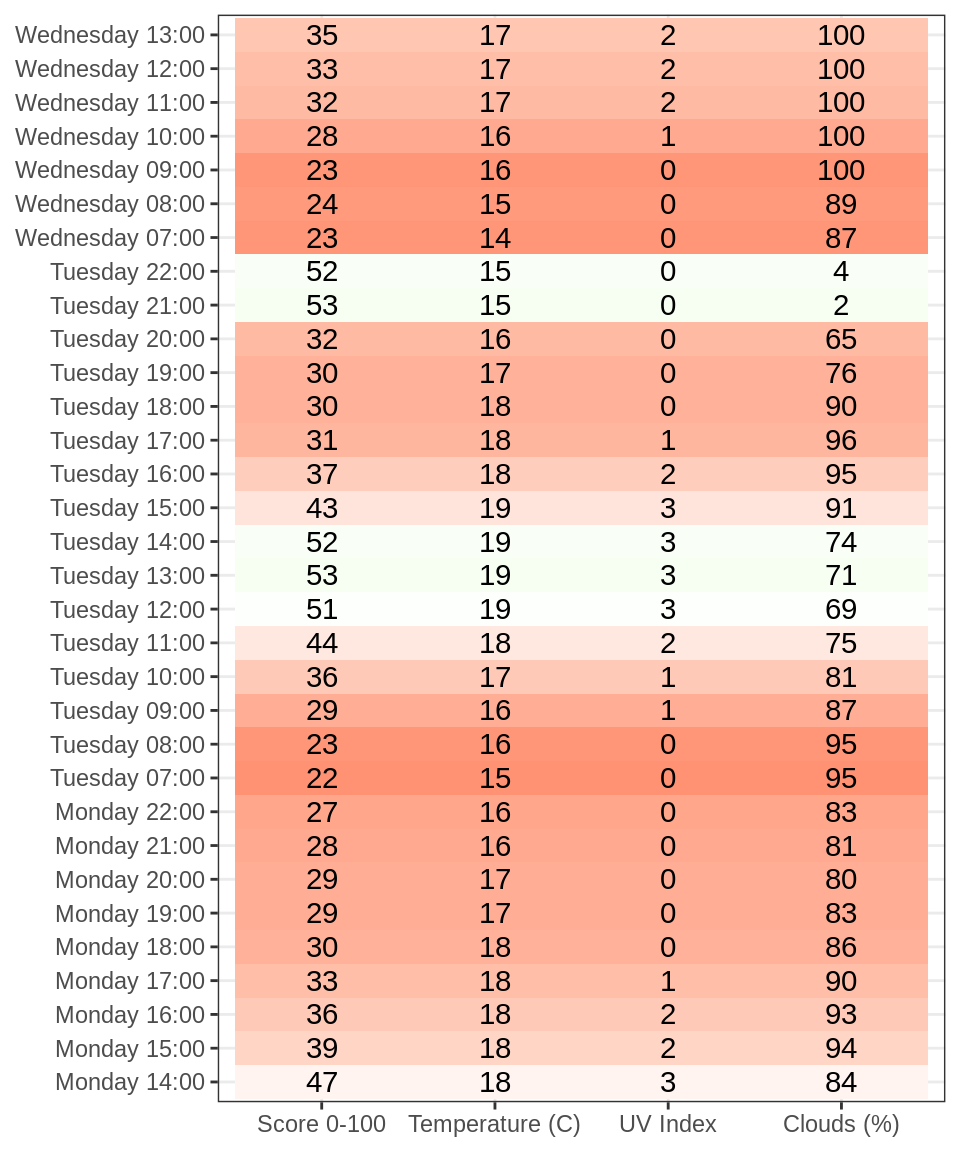 Wednesday 13:00 35 17 2 100
Wednesday 12:00 33 17 2 100
Wednesday 11:00 32 17 2 100
Wednesday 10:00 28 16 1 100
Wednesday 09:00 23 16 0 100
Wednesday 08:00 24 15 0 89
Wednesday 07:00 23 14 0 87
Tuesday 22:00 52 15 0 4
Tuesday 21:00 53 15 0 2
Tuesday 20:00 32 16 0 65
Tuesday 19:00 30 17 0 76
Tuesday 18:00 30 18 0 90
Tuesday 17:00 31 18 1 96
Tuesday 16:00 37 18 2 95
Tuesday 15:00 43 19 3 91
Tuesday 14:00 52 19 3 74
Tuesday 13:00 53 19 3 71
Tuesday 12:00 51 19 3 69
Tuesday 11:00 44 18 2 75
Tuesday 10:00 36 17 1 81
Tuesday 09:00 29 16 1 87
Tuesday 08:00 23 16 0 95
Tuesday 07:00 22 15 0 95
Monday 22:00 27 16 0 83
Monday 21:00 28 16 0 81
Monday 20:00 29 17 0 80
Monday 19:00 29 17 0 83
Monday 18:00 30 18 0 86
Monday 17:00 33 18 1 90
Monday 16:00 36 18 2 93
Monday 15:00 39 18 2 94
Monday 14:00 47 18 3 84
Score 0-100 Temperature (C) UV Index Clouds (%)